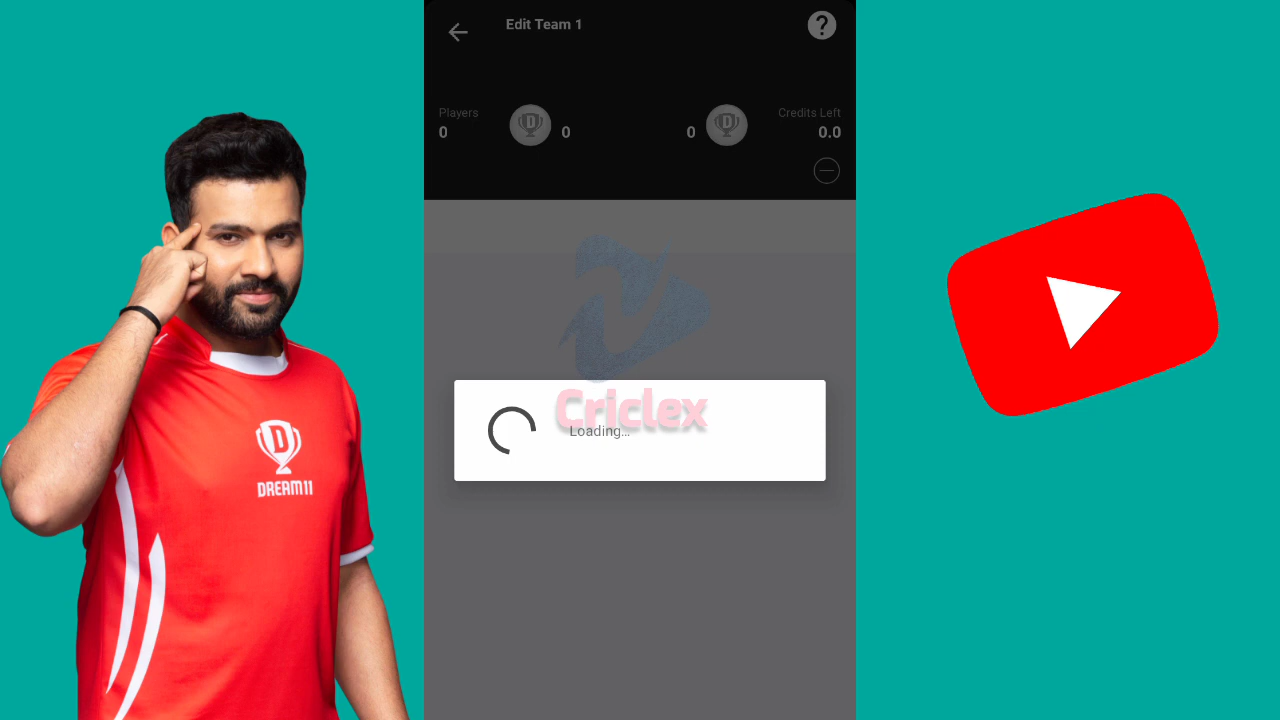 Edit Team 1
?
Players
Credits Left
0
D
0
0
D
0.0
Criclex
Loading...
D
DREAM11